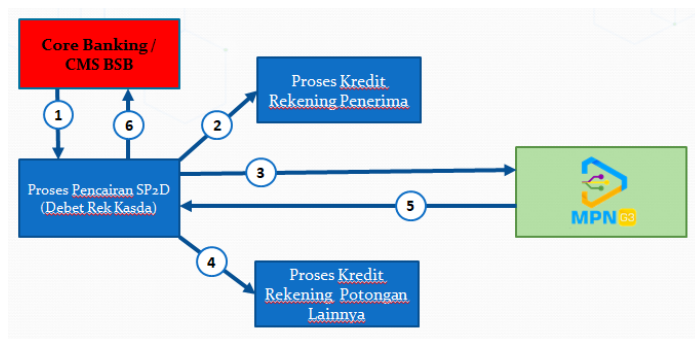 Core Banking /
CMS BSB
1
6
2
Proses Kredit
Rekening Penerima
Proses Pencairan SP2D
(Debet Rek Kasda)
3
5
MPN G3
4
Proses Kredit
Rekening Potongan
Lainnya